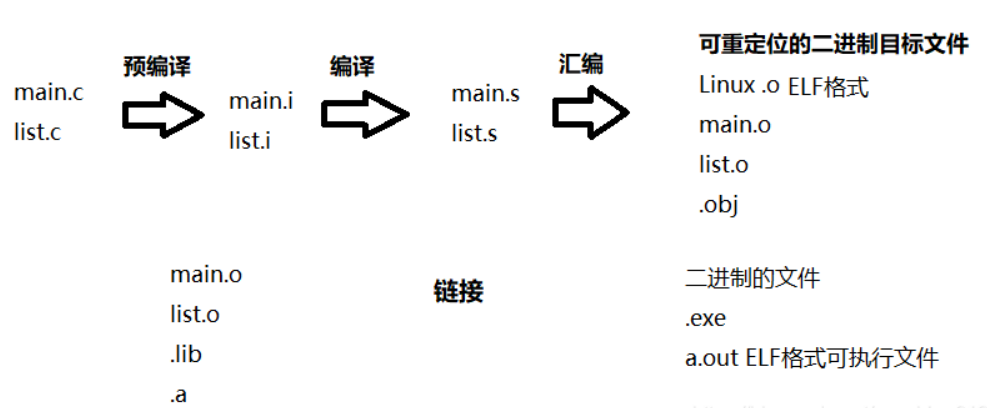 预编译
编译
汇编
可重定位的二进制目标文件
main.c
list.c
main.i
list.i
main.s
list.s
Linux .o ELF格式
main.o
list.o
.obj
main.o
list.o
.lib
.a
链接
二进制的文件
.exe
a.out ELF格式可执行文件